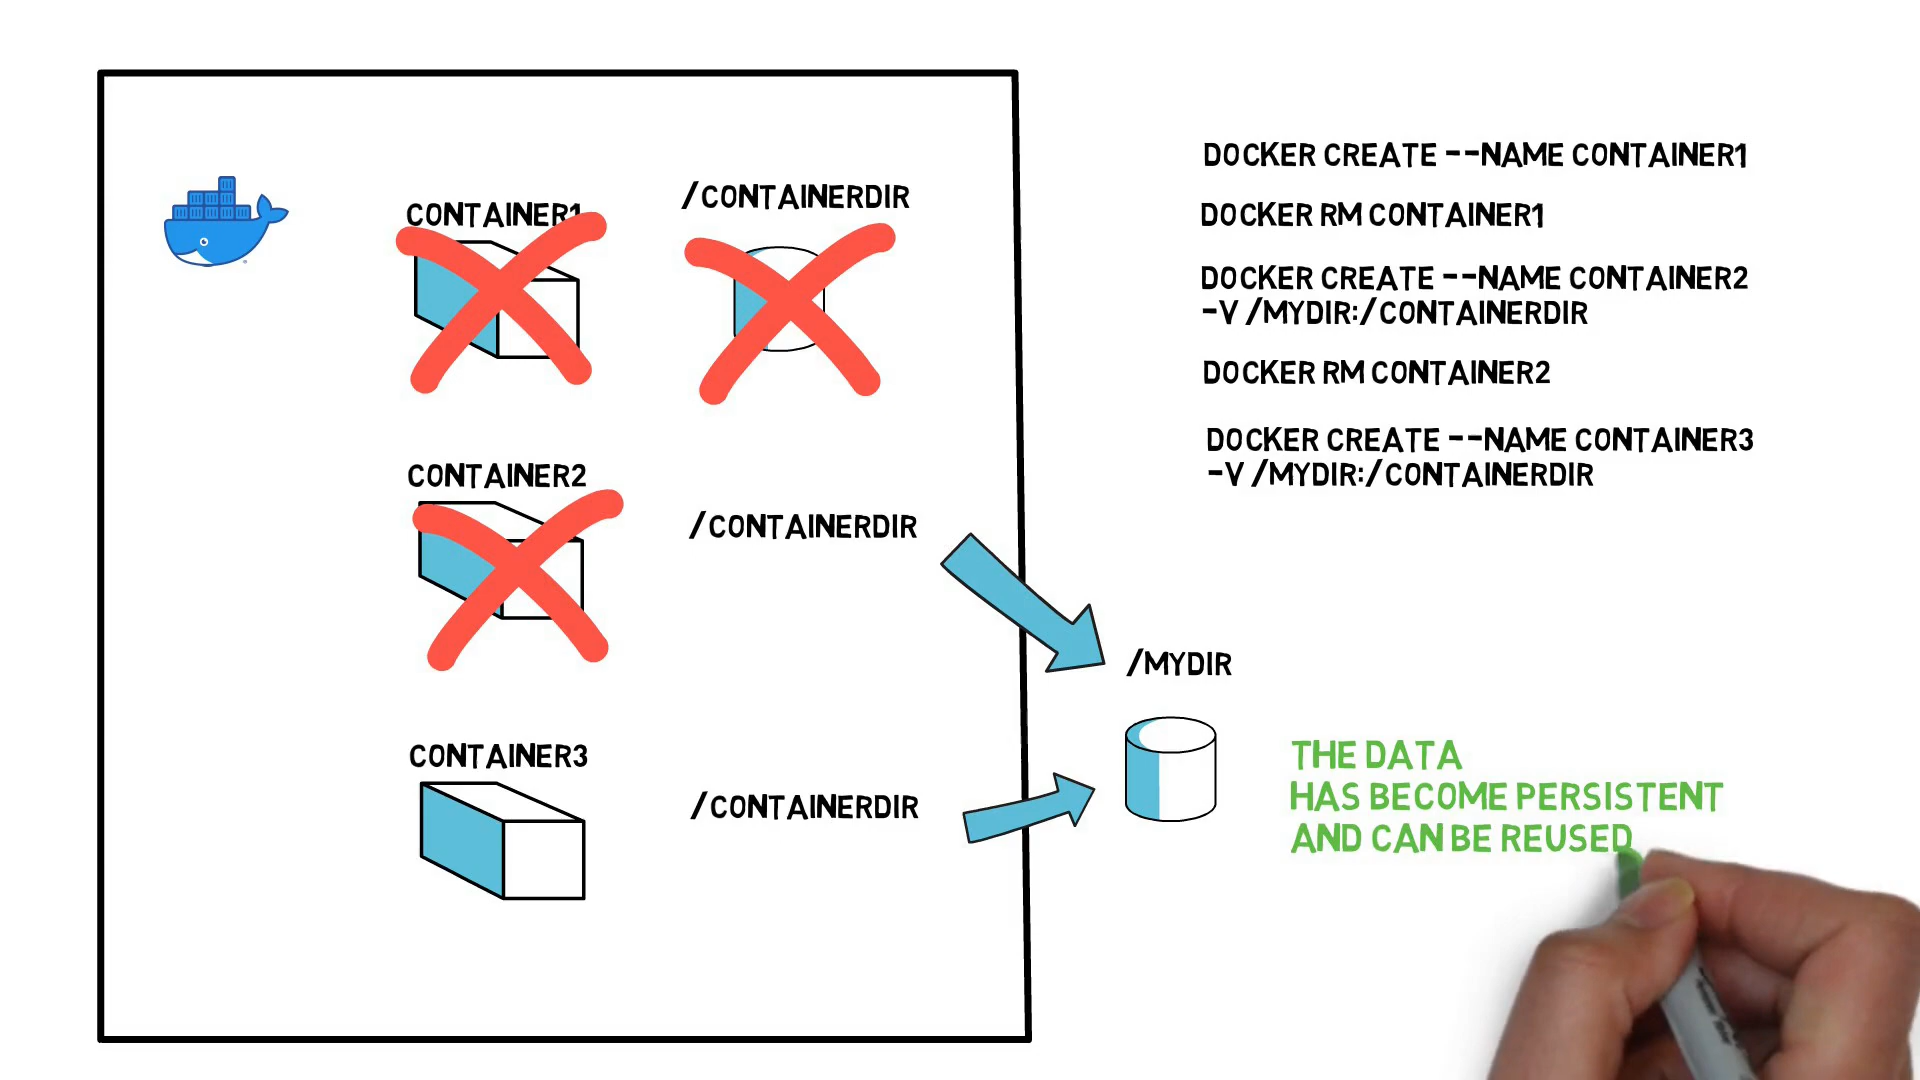 CONTAINER1
/CONTAINERDIR
CONTAINER2
/CONTAINERDIR
CONTAINER3
/CONTAINERDIR
DOCKER CREATE --NAME CONTAINER1
DOCKER RM CONTAINER1
DOCKER CREATE --NAME CONTAINER2
-V /MYDIR:/CONTAINERDIR
DOCKER RM CONTAINER2
DOCKER CREATE --NAME CONTAINER3
-V /MYDIR:/CONTAINERDIR
/MYDIR
THE DATA
HAS BECOME PERSISTENT
AND CAN BE REUSED